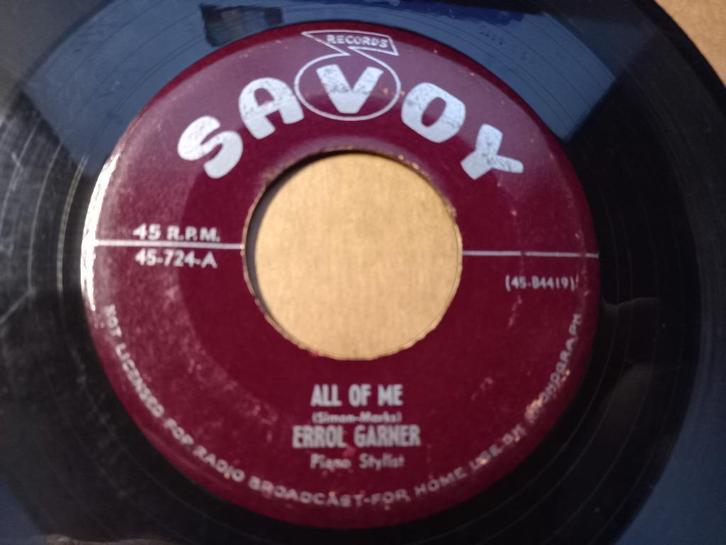 RECORDS
SAVOY
45 R.P.M.
45-724-A
(45-B4419)
ALL OF ME
(Simon-Marks)
ERROL GARNER
Piano Stylist
NOT LICENSED FOR RADIO BROADCAST-FOR HOME USE ON PHONOGRAPH